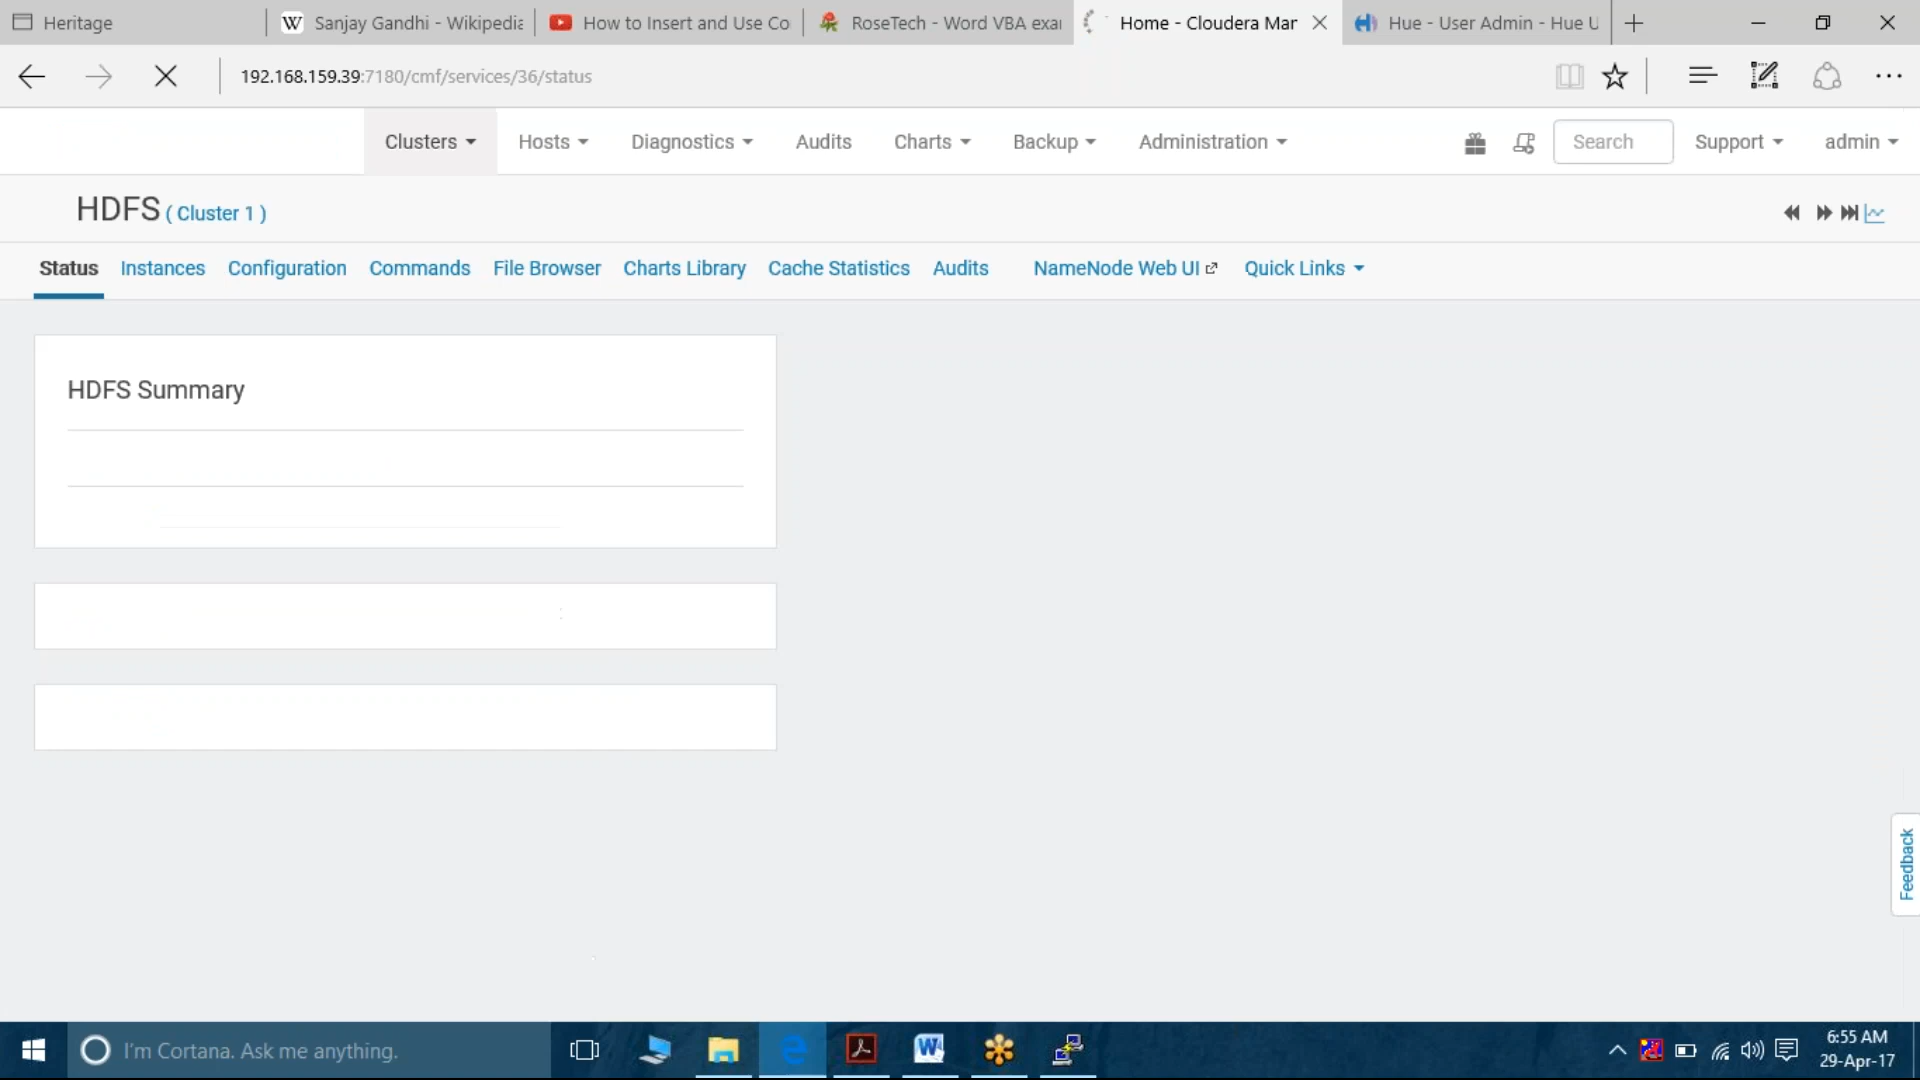 Heritage
Sanjay Gandhi - Wikipedia
How to Insert and Use Co
RoseTech - Word VBA exar
Home - Cloudera Mar
Hue - User Admin - Hue U
192.168.159.39:7180/cmf/services/36/status
Clusters
Hosts
Diagnostics
Audits
Charts
Backup
Administration
Search
Support
admin
HDFS ( Cluster 1 )
Status
Instances
Configuration
Commands
File Browser
Charts Library
Cache Statistics
Audits
NameNode Web UI
Quick Links
HDFS Summary
Feedback
I'm Cortana. Ask me anything.
6:55 AM
29-Apr-17